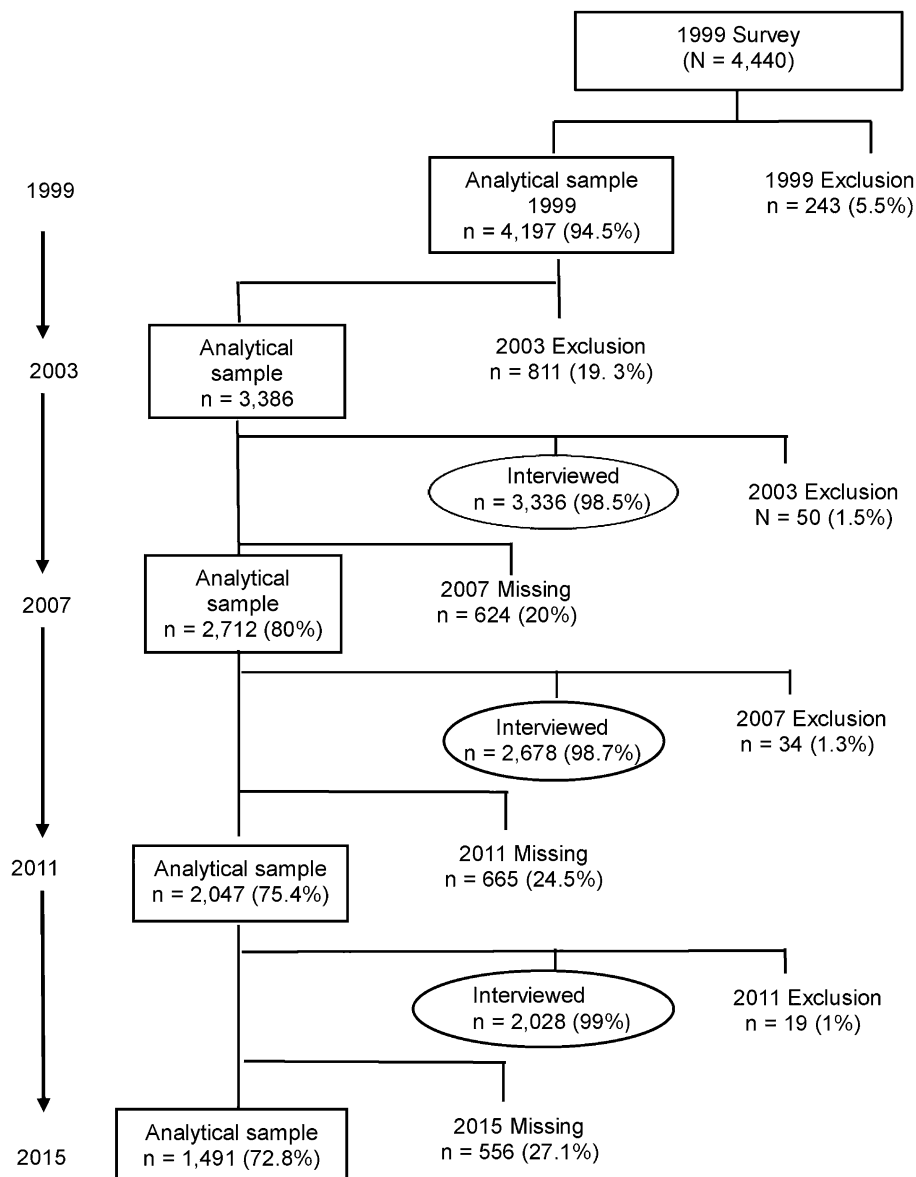 1999 Survey
(N = 4,440)
1999
Analytical sample
1999
n = 4,197 (94.5%)
1999 Exclusion
n = 243 (5.5%)
2003
Analytical
sample
n = 3,386
2003 Exclusion
n = 811 (19. 3%)
Interviewed
n = 3,336 (98.5%)
2003 Exclusion
N = 50 (1.5%)
2007
Analytical
sample
n = 2,712 (80%)
2007 Missing
n = 624 (20%)
Interviewed
n = 2,678 (98.7%)
2007 Exclusion
n = 34 (1.3%)
2011
Analytical sample
n = 2,047 (75.4%)
2011 Missing
n = 665 (24.5%)
Interviewed
n = 2,028 (99%)
2011 Exclusion
n = 19 (1%)
2015
Analytical sample
n = 1,491 (72.8%)
2015 Missing
n = 556 (27.1%)